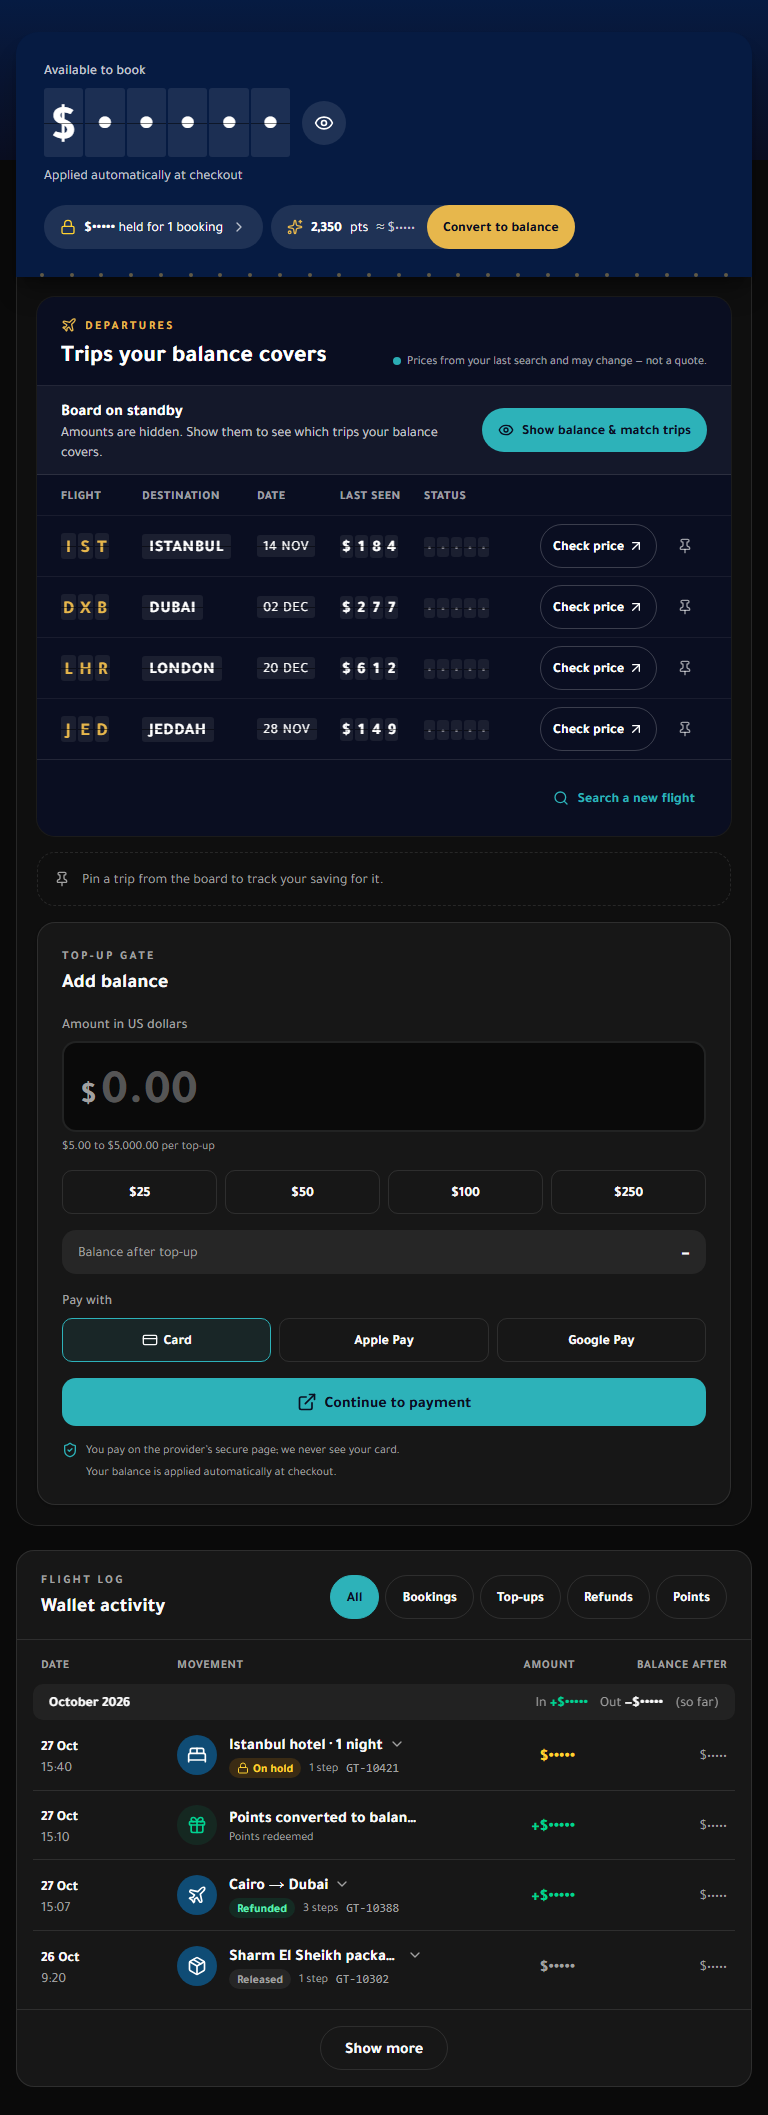 Available to book
$•••••
Applied automatically at checkout
$••••• held for 1 booking
2,350 pts ≈ $•••••
Convert to balance
DEPARTURES
Trips your balance covers
Prices from your last search and may change – not a quote.
Board on standby
Amounts are hidden. Show them to see which trips your balance
covers.
Show balance & match trips
FLIGHT DESTINATION DATE LAST SEEN STATUS
IST ISTANBUL 14 NOV $184 ····· Check price
DXB DUBAI 02 DEC $277 ····· Check price
LHR LONDON 20 DEC $612 ····· Check price
JED JEDDAH 28 NOV $149 ····· Check price
Search a new flight
Pin a trip from the board to track your saving for it.
TOP-UP GATE
Add balance
Amount in US dollars
$ 0.00
$5.00 to $5,000.00 per top-up
$25 $50 $100 $250
Balance after top-up –
Pay with
Card Apple Pay Google Pay
Continue to payment
You pay on the provider's secure page; we never see your card.
Your balance is applied automatically at checkout.
FLIGHT LOG
Wallet activity
All Bookings Top-ups Refunds Points
DATE MOVEMENT AMOUNT BALANCE AFTER
October 2026 In +$••••• Out –$••••• (so far)
27 Oct Istanbul hotel · 1 night $••••• $•••••
15:40 On hold 1 step GT-10421
27 Oct Points converted to balan… +$••••• $•••••
15:10 Points redeemed
27 Oct Cairo → Dubai +$••••• $•••••
15:07 Refunded 3 steps GT-10388
26 Oct Sharm El Sheikh packa… $••••• $•••••
9:20 Released 1 step GT-10302
Show more